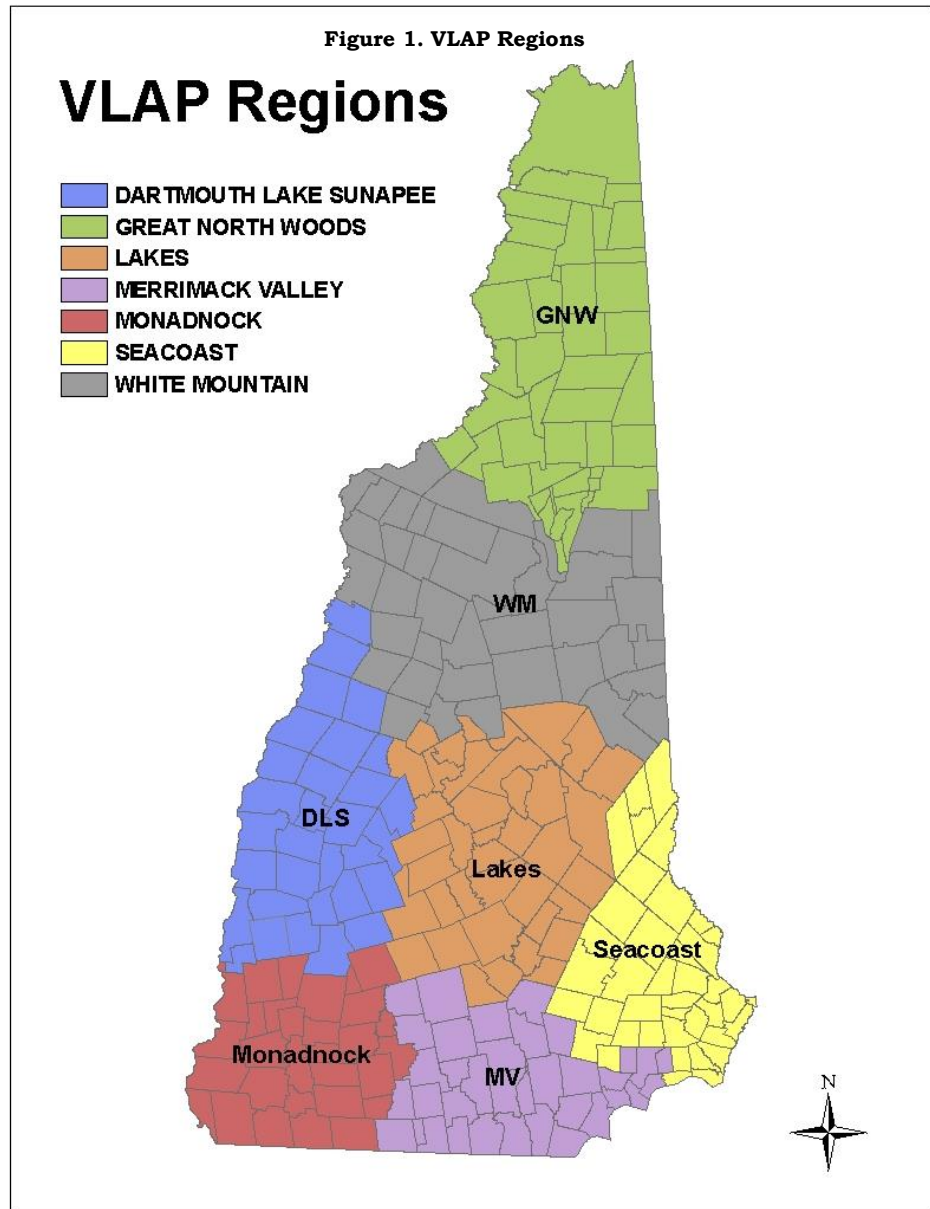 Figure 1. VLAP Regions
VLAP Regions
DARTMOUTH LAKE SUNAPEE
GREAT NORTH WOODS
LAKES
MERRIMACK VALLEY
MONADNOCK
SEACOAST
WHITE MOUNTAIN
GNW
WM
DLS
Lakes
Seacoast
Monadnock
MV
N